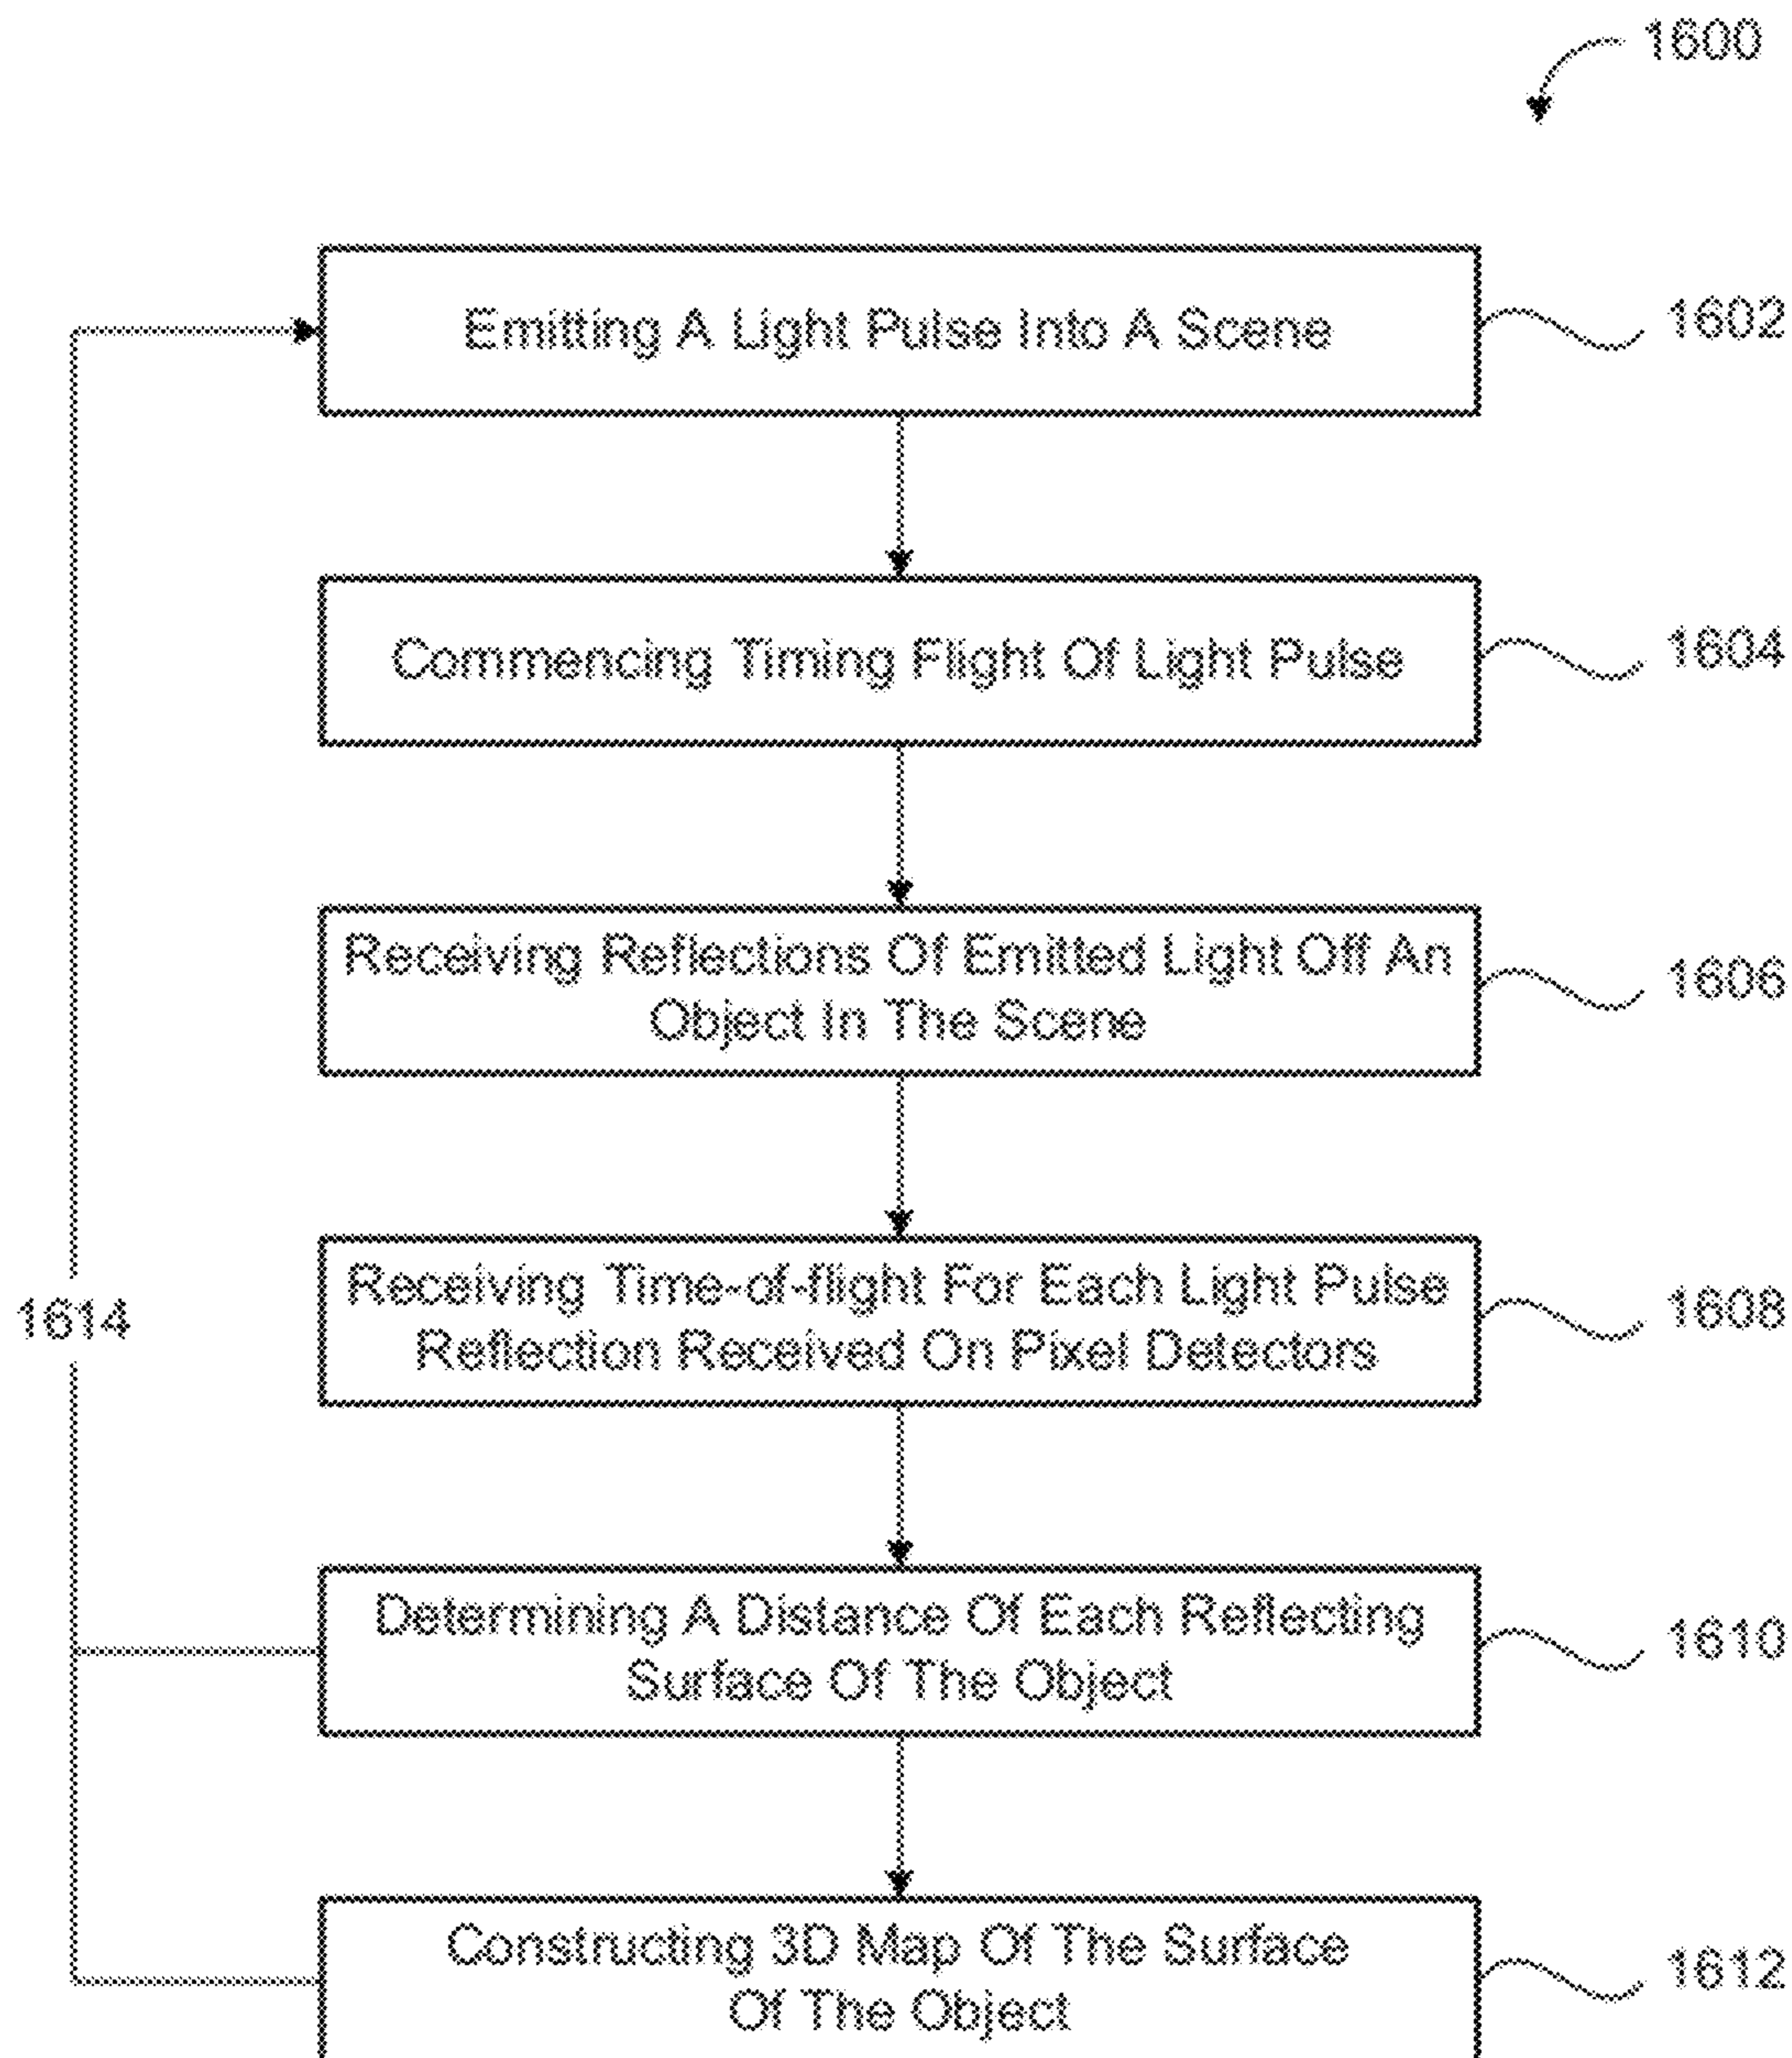 1600
Emitting A Light Pulse Into A Scene
1602
Commencing Timing Flight Of Light Pulse
1604
Receiving Reflections Of Emitted Light Off An
Object In The Scene
1606
Receiving Time-of-flight For Each Light Pulse
Reflection Received On Pixel Detectors
1608
1614
Determining A Distance Of Each Reflecting
Surface Of The Object
1610
Constructing 3D Map Of The Surface
Of The Object
1612